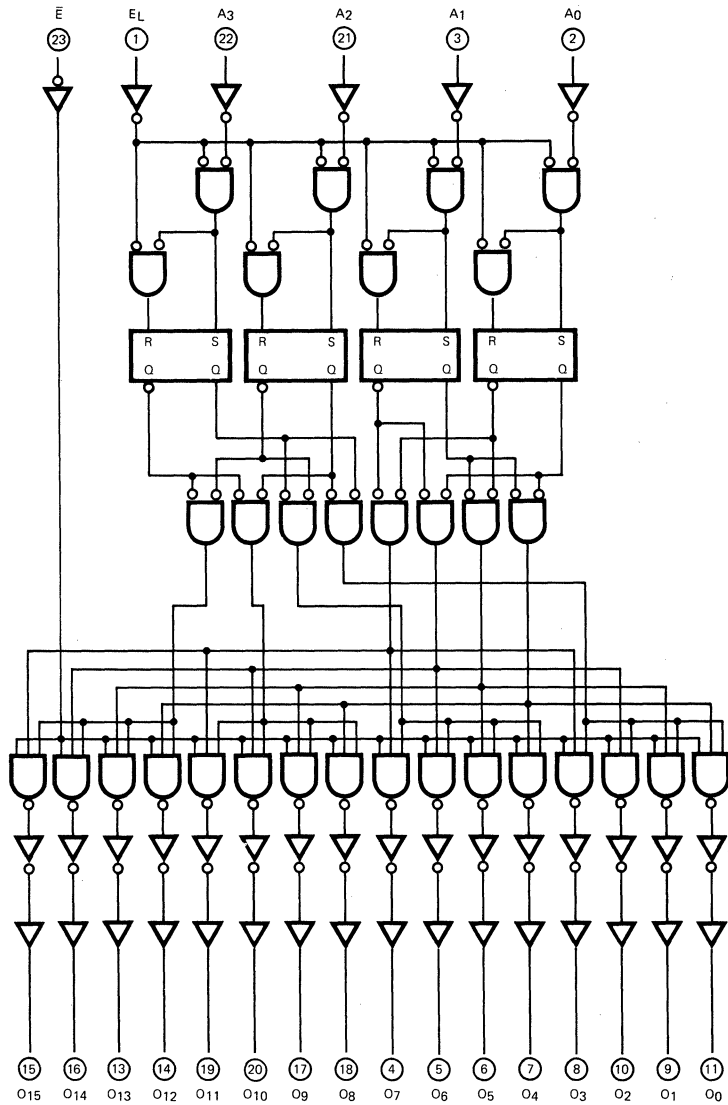 E̅ EL A3 A2 A1 A0
23 1 22 21 3 2
R S R S R S R S
Q Q Q Q Q Q Q Q
15 16 13 14 19 20 17 18 4 5 6 7 8 10 9 11
O15 O14 O13 O12 O11 O10 O9 O8 O7 O6 O5 O4 O3 O2 O1 O0